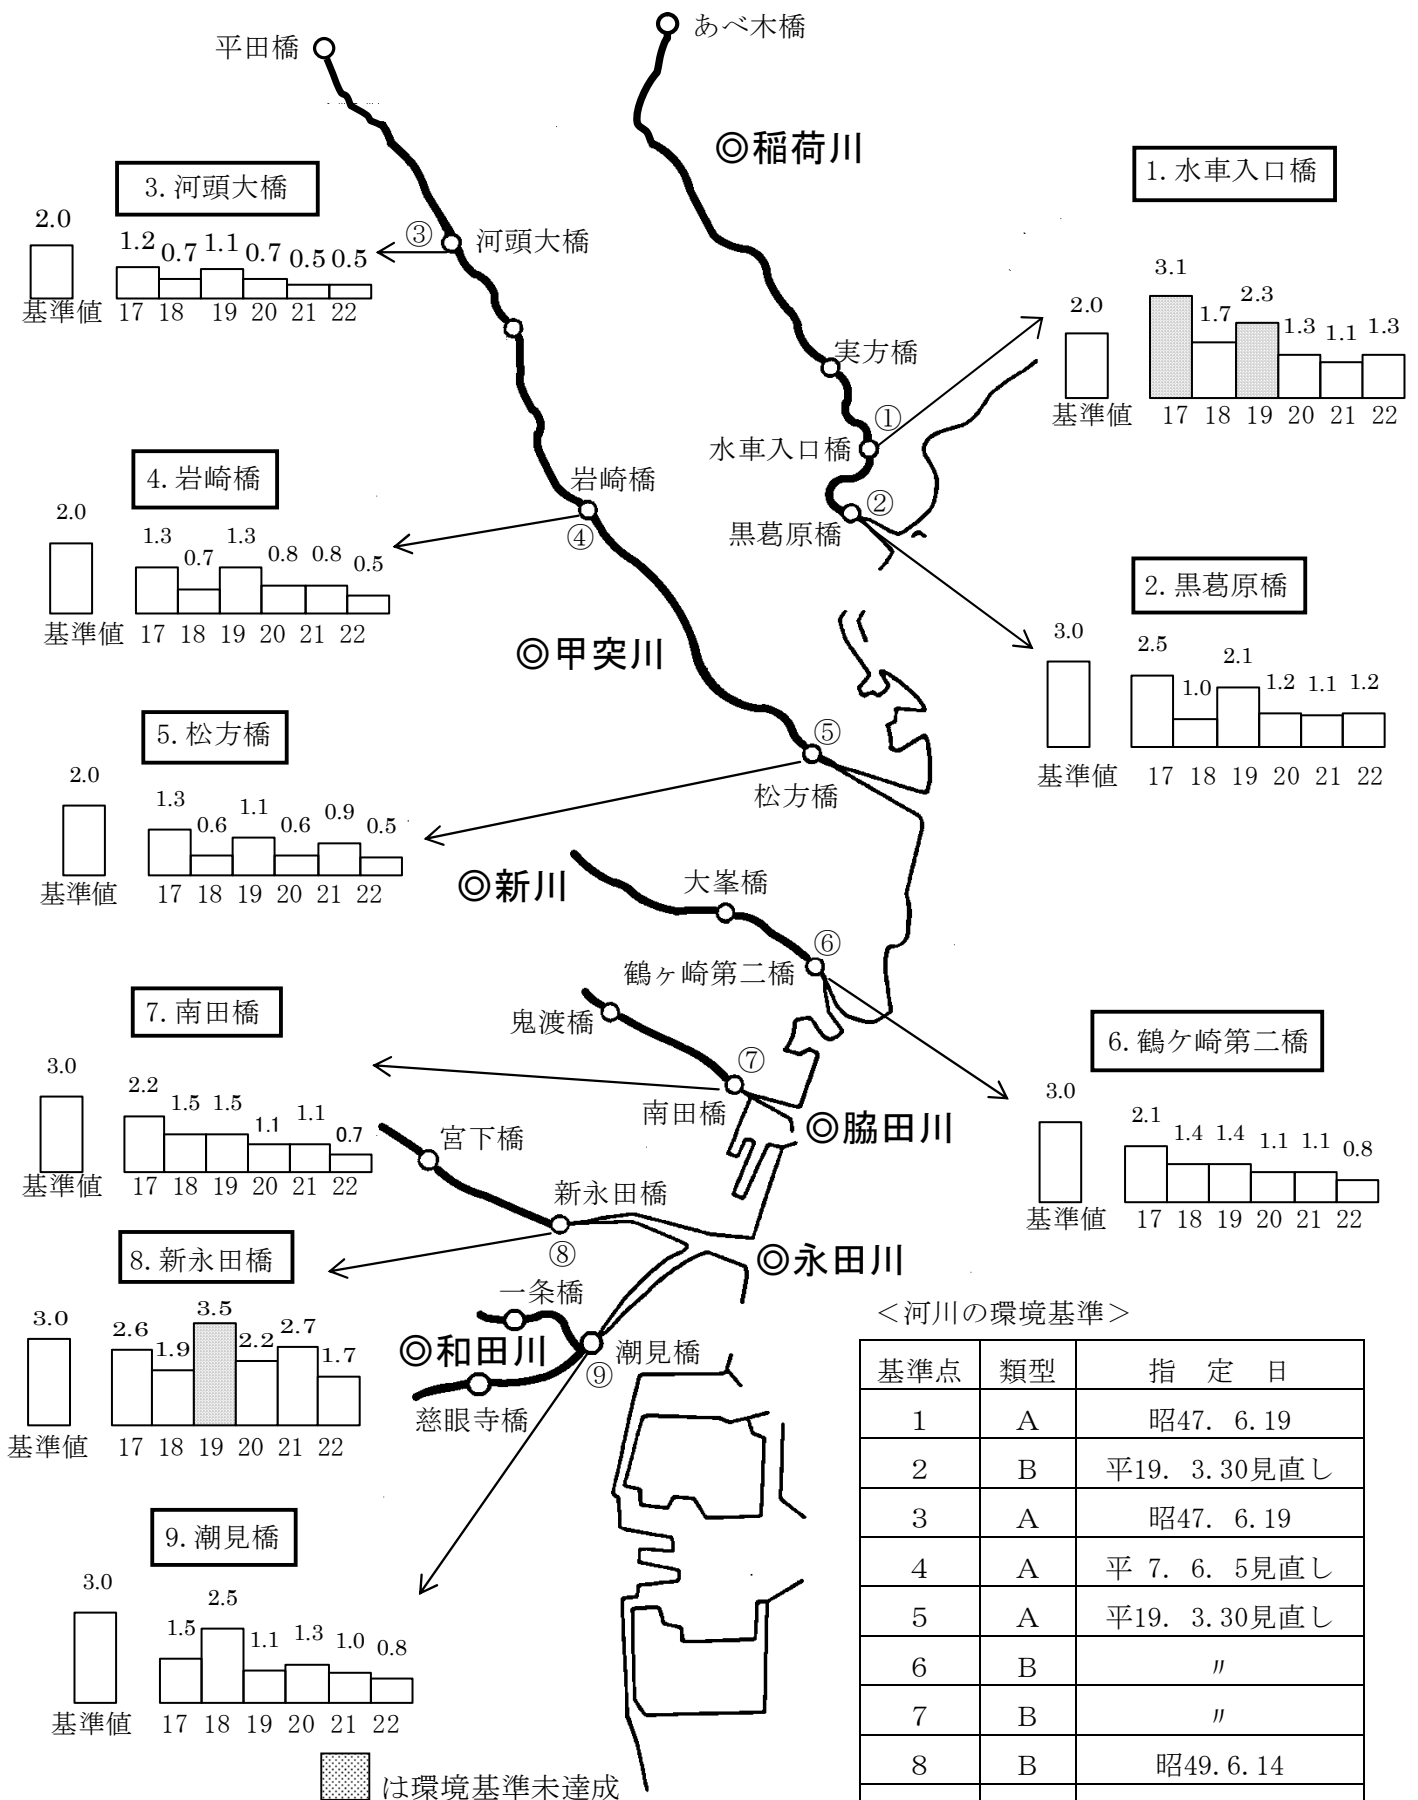 平田橋
あべ木橋
◎稲荷川
1.水車入口橋
3.1
2.0
1.7
2.3
1.3
1.1
1.3
基準値 17 18 19 20 21 22
3.河頭大橋
2.0
1.2 0.7 1.1 0.7 0.5 0.5
基準値 17 18 19 20 21 22
③
河頭大橋
実方橋
①
水車入口橋
②
黒葛原橋
4.岩崎橋
2.0
1.3 0.7 1.3 0.8 0.8 0.5
基準値 17 18 19 20 21 22
岩崎橋
④
2.黒葛原橋
3.0
2.5 1.0 2.1 1.2 1.1 1.2
基準値 17 18 19 20 21 22
◎甲突川
5.松方橋
2.0
1.3 0.6 1.1 0.6 0.9 0.5
基準値 17 18 19 20 21 22
⑤
松方橋
◎新川
大峯橋
⑥
鶴ヶ崎第二橋
7.南田橋
3.0
2.2 1.5 1.5 1.1 1.1 0.7
基準値 17 18 19 20 21 22
鬼渡橋
⑦
南田橋
◎脇田川
6.鶴ケ崎第二橋
3.0
2.1 1.4 1.4 1.1 1.1 0.8
基準値 17 18 19 20 21 22
宮下橋
新永田橋
⑧
◎永田川
8.新永田橋
3.0
2.6 1.9 3.5 2.2 2.7 1.7
基準値 17 18 19 20 21 22
一条橋
◎和田川
潮見橋
⑨
慈眼寺橋
9.潮見橋
3.0
1.5 2.5 1.1 1.3 1.0 0.8
基準値 17 18 19 20 21 22
は環境基準未達成
＜河川の環境基準＞
基準点 類型 指 定 日
1 A 昭47. 6.19
2 B 平19. 3.30見直し
3 A 昭47. 6.19
4 A 平 7. 6. 5見直し
5 A 平19. 3.30見直し
6 B 〃
7 B 〃
8 B 昭49.6.14